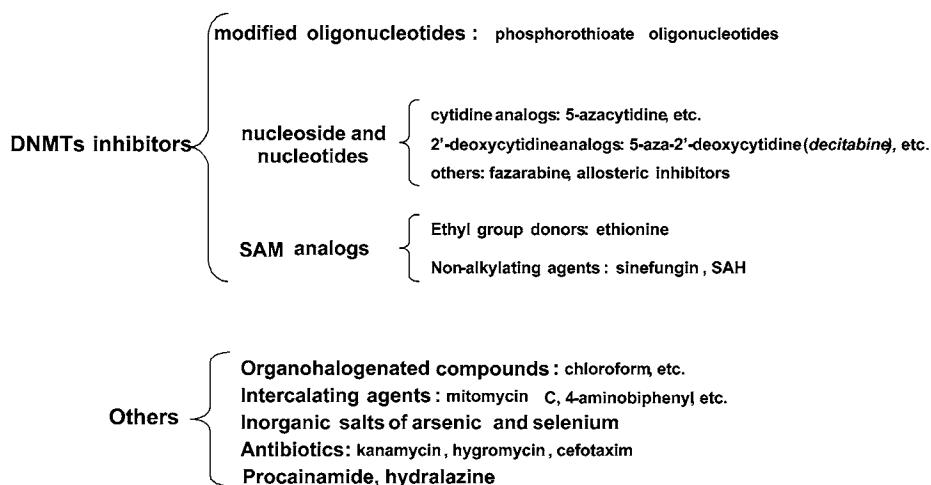 modified oligonucleotides : phosphorothioate oligonucleotides
DNMTs inhibitors
nucleoside and
nucleotides
cytidine analogs: 5-azacytidine, etc.
2'-deoxycytidineanalogs: 5-aza-2'-deoxycytidine (decitabine), etc.
others: fazarabine, allosteric inhibitors
SAM analogs
Ethyl group donors: ethionine
Non-alkylating agents : sinefungin , SAH
Others
Organohalogenated compounds : chloroform, etc.
Intercalating agents : mitomycin C, 4-aminobiphenyl, etc.
Inorganic salts of arsenic and selenium
Antibiotics: kanamycin , hygromycin , cefotaxim
Procainamide, hydralazine